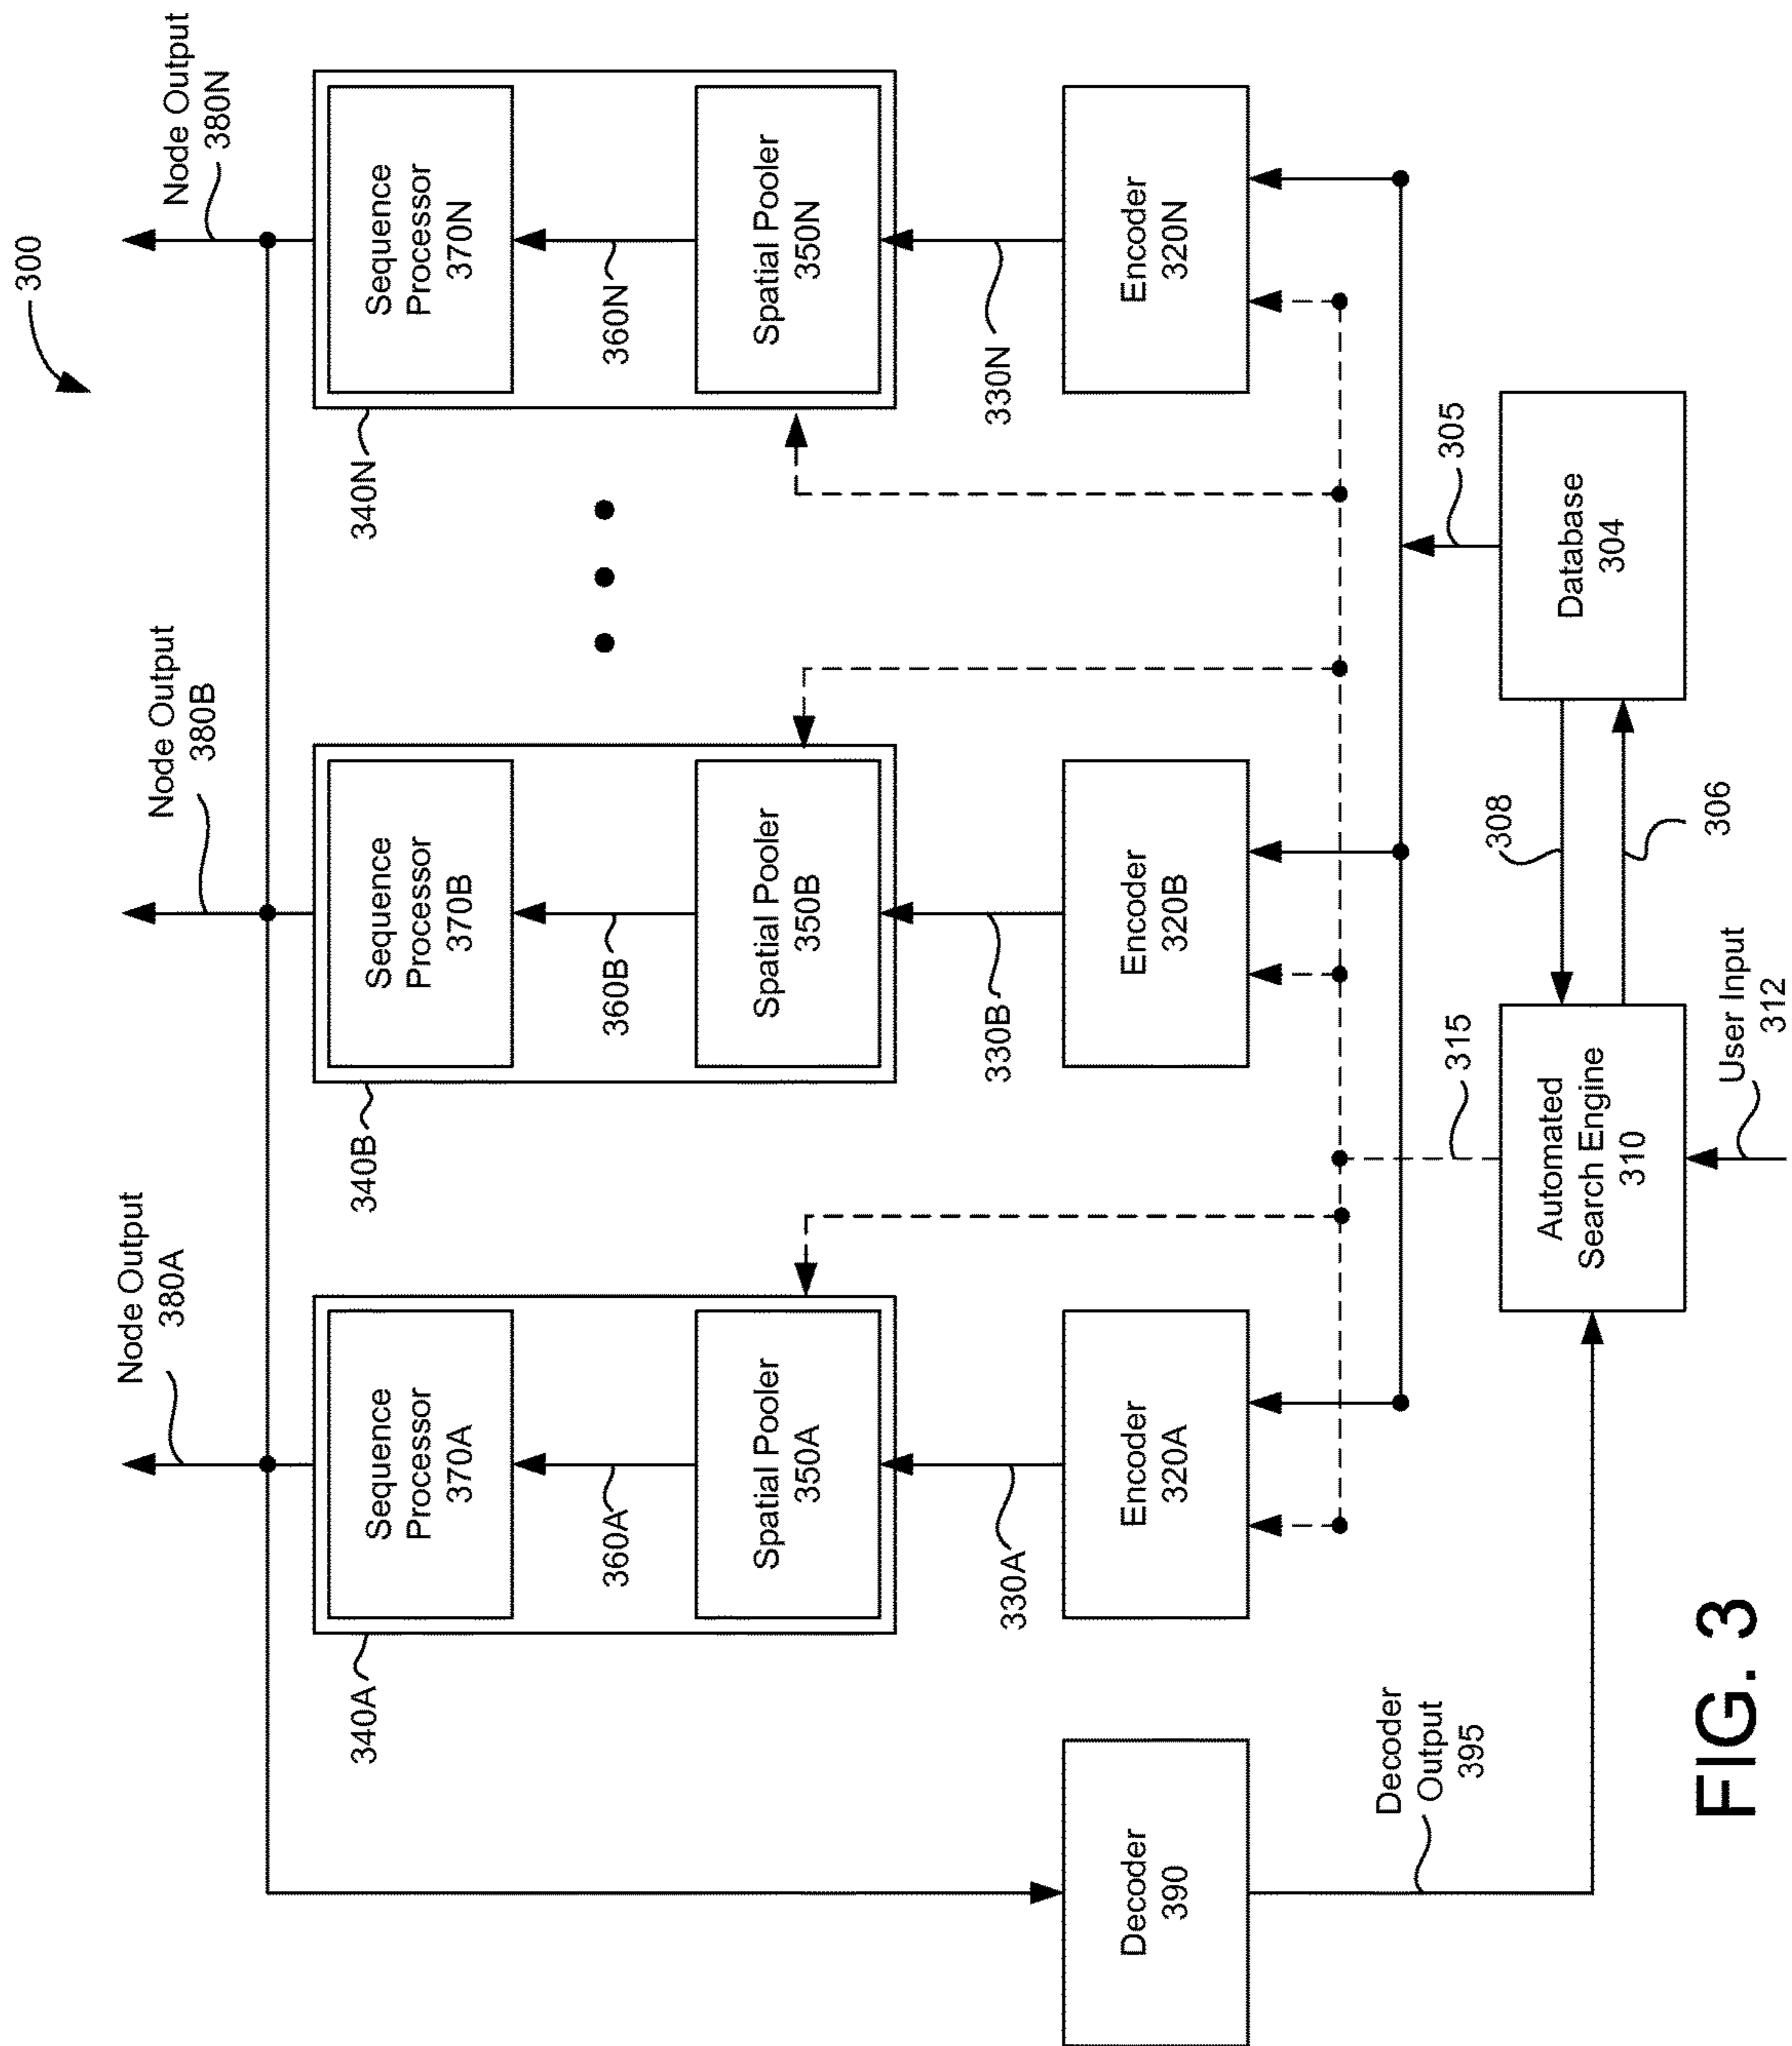 300
Node Output
380A
Node Output
380B
Node Output
380N
340A
Sequence
Processor
370A
360A
Spatial Pooler
350A
340B
Sequence
Processor
370B
360B
Spatial Pooler
350B
340N
Sequence
Processor
370N
360N
Spatial Pooler
350N
330A
330B
330N
Decoder
390
Encoder
320A
Encoder
320B
Encoder
320N
Decoder
Output
395
315
305
Automated
Search Engine
310
308
306
Database
304
User Input
312
FIG. 3